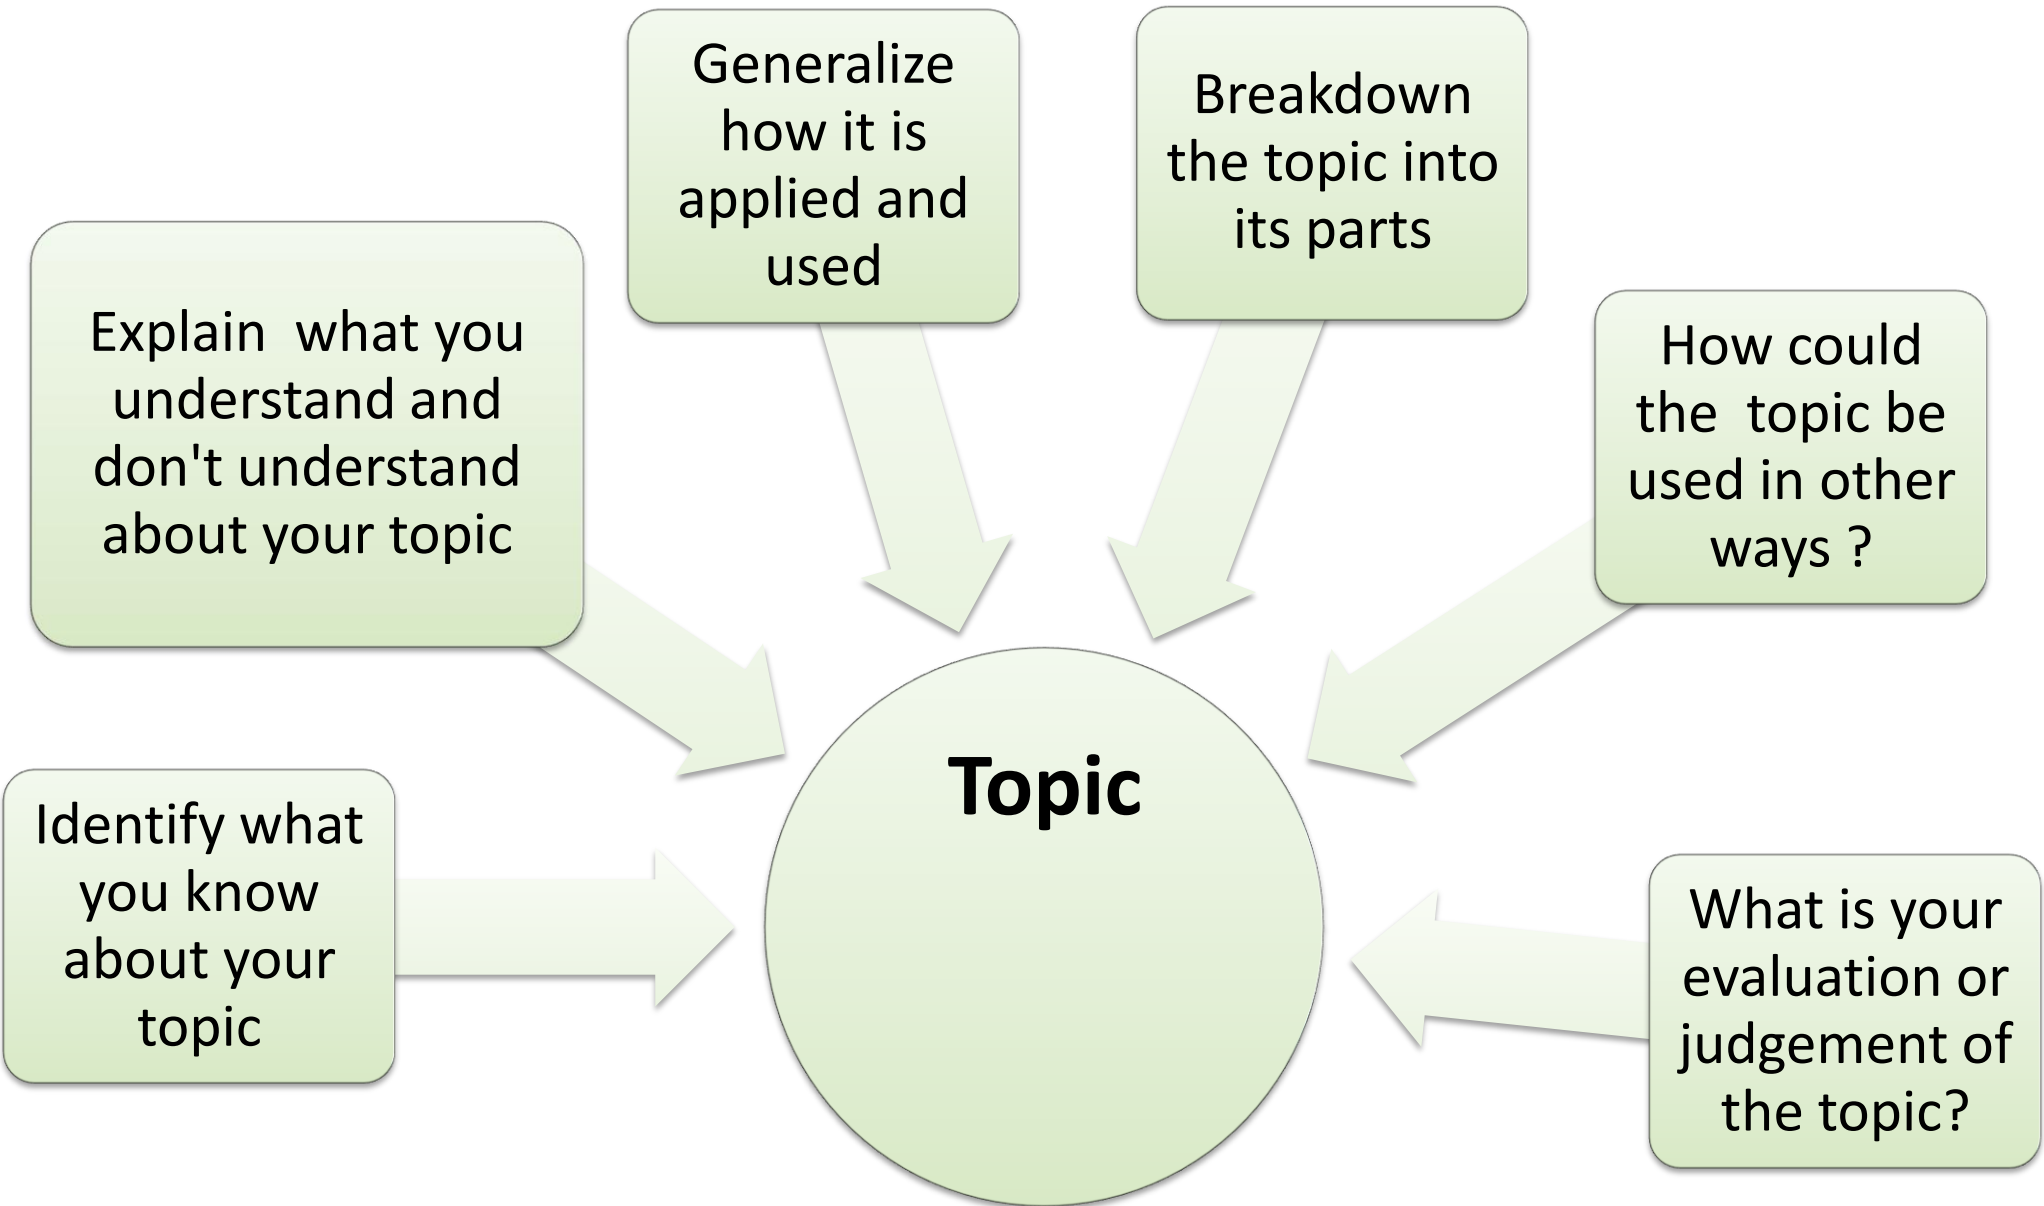 Generalize
how it is
applied and
used
Breakdown
the topic into
its parts
Explain  what you
understand and
don't understand
about your topic
How could
the  topic be
used in other
ways ?
Topic
Identify what
you know
about your
topic
What is your
evaluation or
judgement of
the topic?